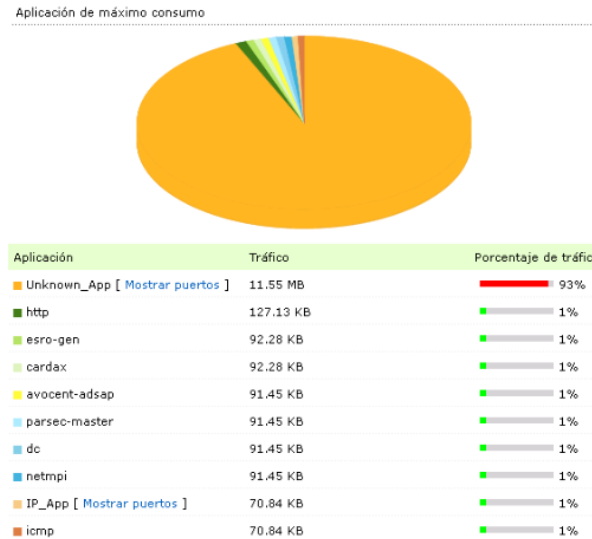 Aplicación de máximo consumo
Aplicación Tráfico Porcentaje de tráfic
Unknown_App [ Mostrar puertos ] 11.55 MB 93%
http 127.13 KB 1%
esro-gen 92.28 KB 1%
cardax 92.28 KB 1%
avocent-adsap 91.45 KB 1%
parsec-master 91.45 KB 1%
dc 91.45 KB 1%
netmpi 91.45 KB 1%
IP_App [ Mostrar puertos ] 70.84 KB 1%
icmp 70.84 KB 1%